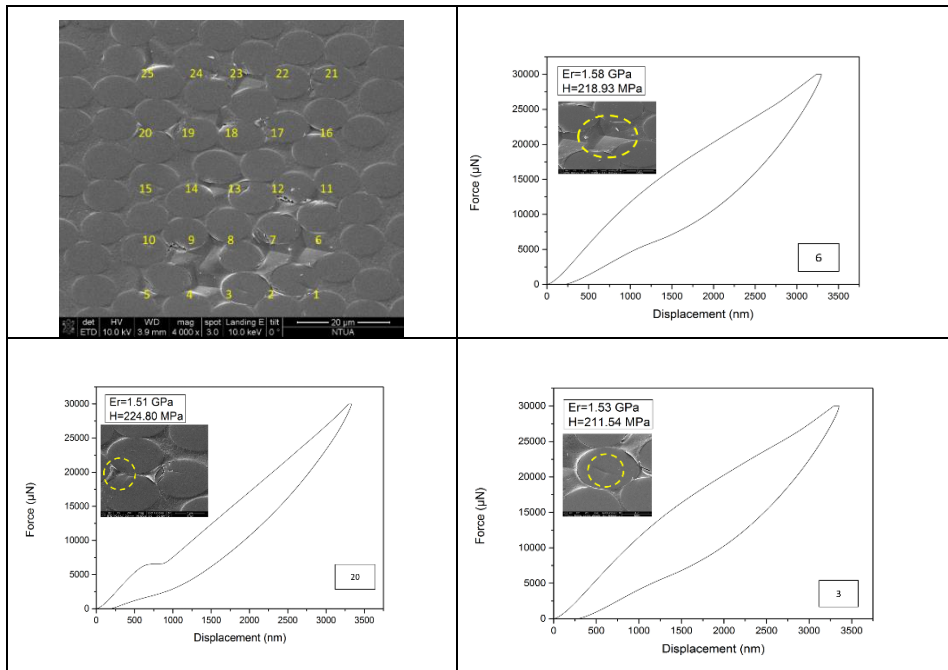 25 24 23 22 21
20 19 18 17 16
15 14 13 12 11
10 9 8 7 6
5 4 3 2 1
det HV WD mag spot Landing E tilt 20 µm
ETD 10.0 kV 3.9 mm 4 000 x 3.0 10.0 keV 0 ° NTUA
Er=1.58 GPa
H=218.93 MPa
30000
25000
20000
15000
10000
5000
0
Force (µN)
6
0 500 1000 1500 2000 2500 3000 3500
Displacement (nm)
Er=1.51 GPa
H=224.80 MPa
30000
25000
20000
15000
10000
5000
0
Force (µN)
20
0 500 1000 1500 2000 2500 3000 3500
Displacement (nm)
Er=1.53 GPa
H=211.54 MPa
30000
25000
20000
15000
10000
5000
0
Force (µN)
3
0 500 1000 1500 2000 2500 3000 3500
Displacement (nm)